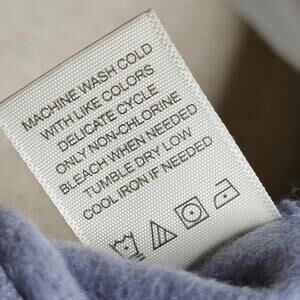 MACHINE WASH COLD
WITH LIKE COLORS
DELICATE CYCLE
ONLY NON-CHLORINE
BLEACH WHEN NEEDED
TUMBLE DRY LOW
COOL IRON IF NEEDED